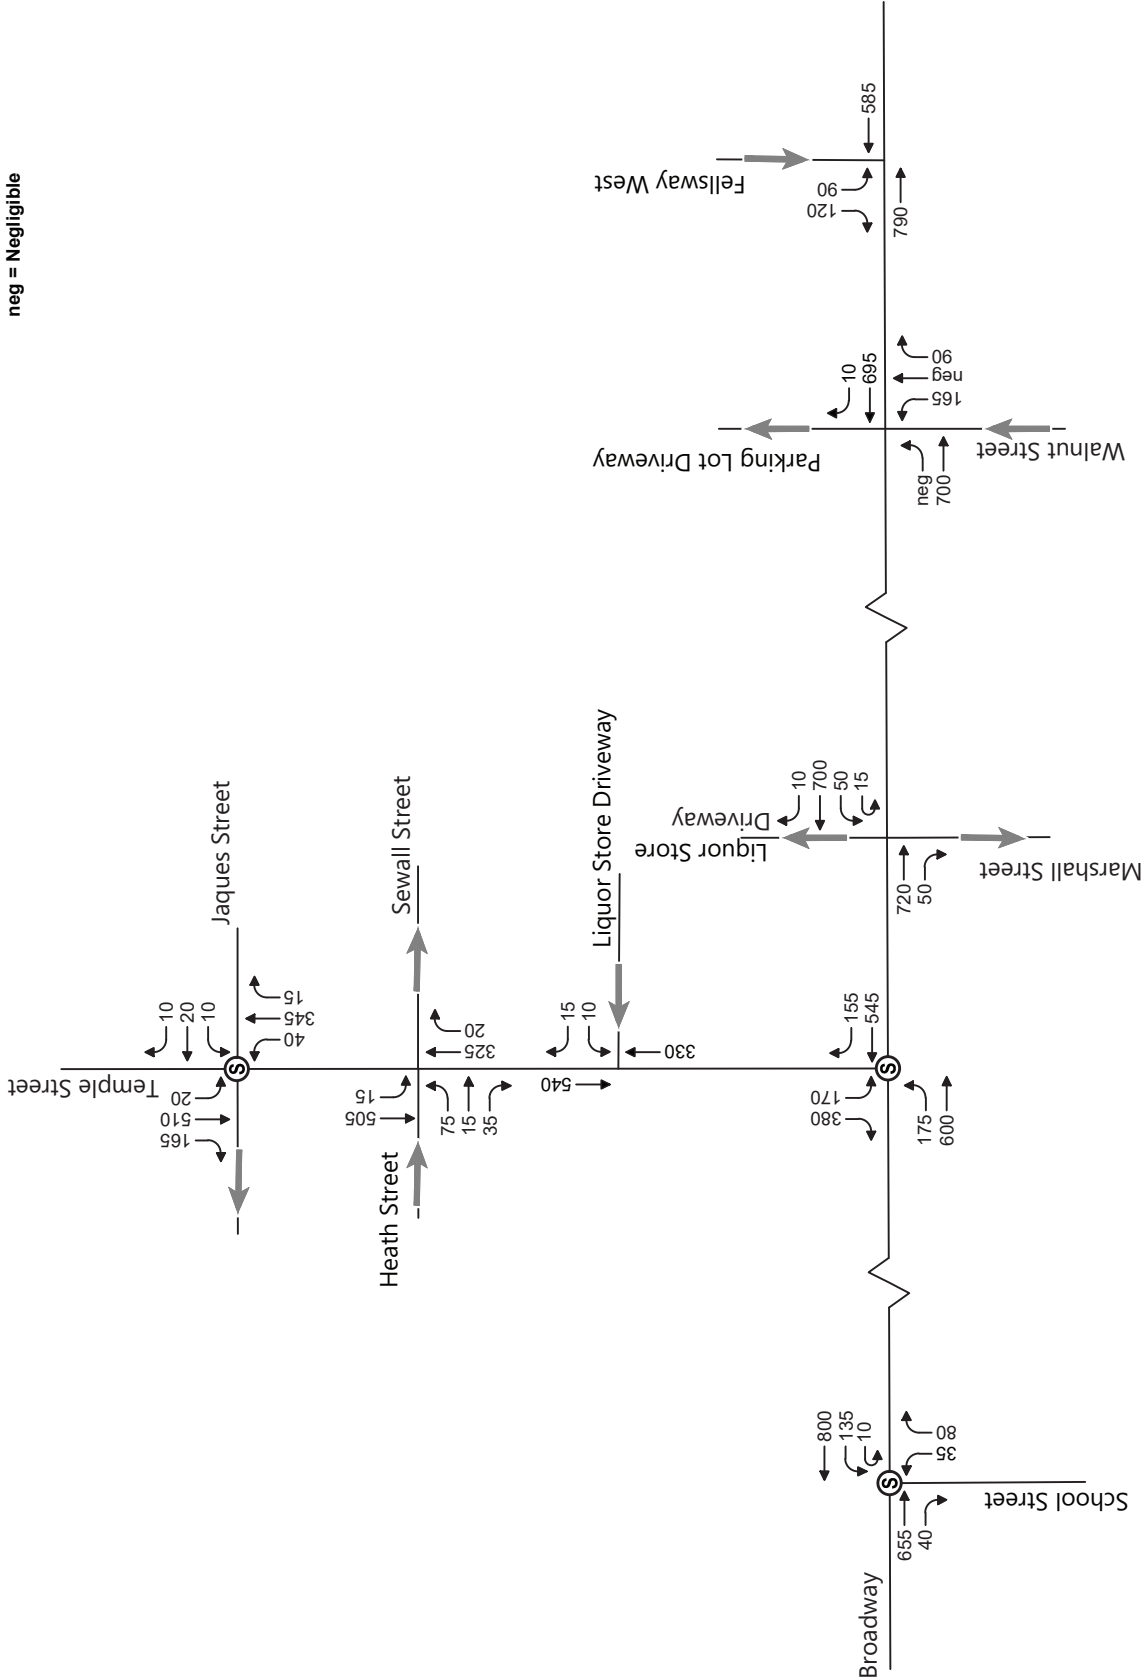 neg = Negligible
585
Fellsway West
90
120
790
10
695
90
neg
165
Parking Lot Driveway
Walnut Street
neg
700
10
700
50
15
Liquor Store
Driveway
Marshall Street
720
50
Jaques Street
Sewall Street
Liquor Store Driveway
10
20
10
15
345
40
Temple Street
20
510
165
20
325
15
505
75
15
35
Heath Street
15
10
330
540
155
545
S
S
170
380
175
600
800
135
10
80
35
S
School Street
655
40
Broadway